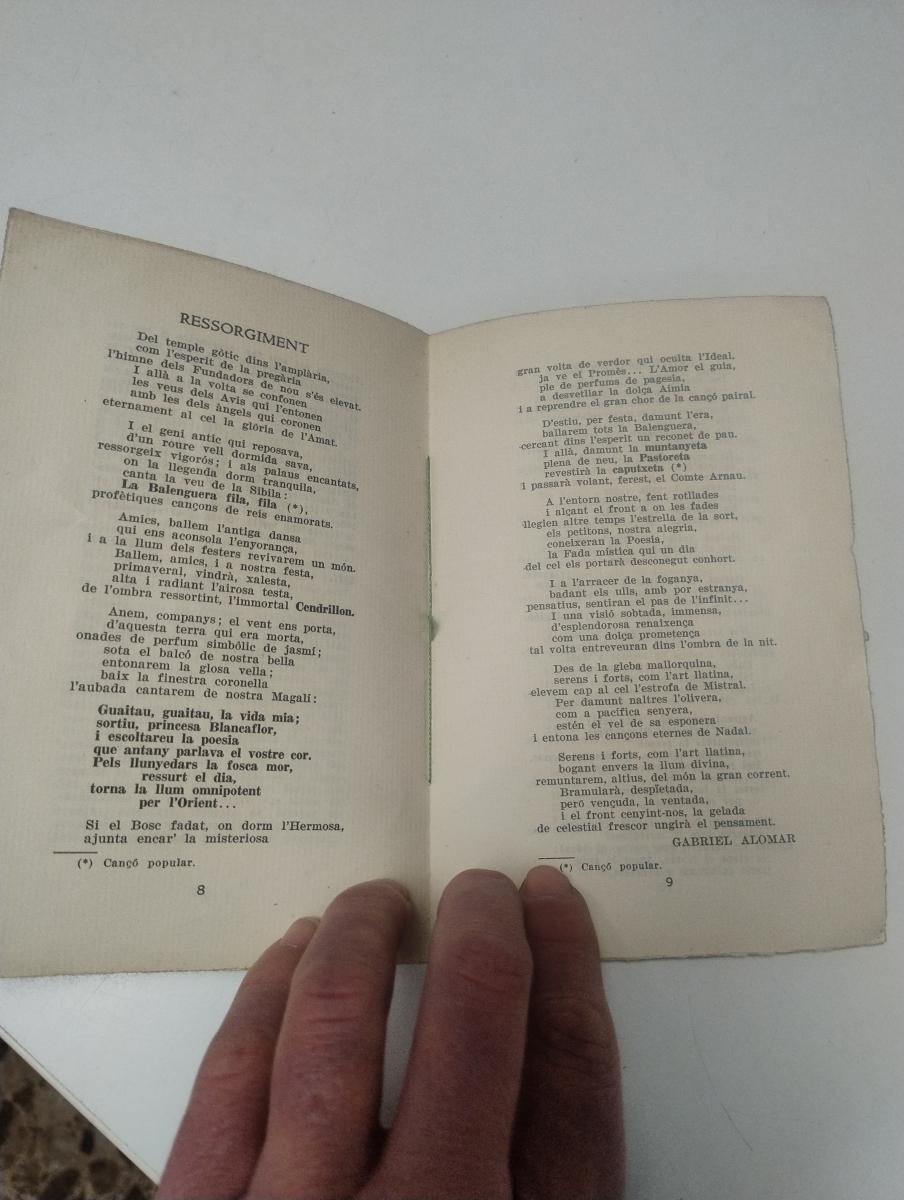 RESSORGIMENT
Del temple gòtic dins l'amplària,
com l'esperit de la pregària
l'himne dels Fundadors de nou s'és elevat.
I allà a la volta se confonen
les veus dels Avis qui l'entonen
amb les dels àngels qui coronen
eternament al cel la glòria de l'Amat.
I el geni antic qui reposava,
d'un roure vell dormida sava,
ressorgeix vigorós; i als palaus encantats,
on la llegenda dorm tranquila,
canta la veu de la Sibila:
La Balenguera fila, fila (*),
profètiques cançons de reis enamorats.
Amics, ballem l'antiga dansa
qui ens aconsola l'enyorança,
i a la llum dels festers revivarem un món.
Ballem, amics, i a nostra festa,
primaveral, vindrà, xalesta,
alta i radiant l'airosa testa,
de l'ombra ressortint, l'immortal Cendrillon.
Anem, companys; el vent ens porta,
d'aquesta terra qui era morta,
onades de perfum simbòlic de jasmí;
sota el balcó de nostra bella
entonarem la glosa vella;
baix la finestra coronella
l'aubada cantarem de nostra Magalí:
Guaitau, guaitau, la vida mia;
sortiu, princesa Blancaflor,
i escoltareu la poesia
que antany parlava el vostre cor.
Pels llunyedars la fosca mor,
ressurt el dia,
torna la llum omnipotent
per l'Orient...
Si el Bosc fadat, on dorm l'Hermosa,
ajunta encar' la misteriosa
(*) Cançó popular.
8
gran volta de verdor qui oculta l'Ideal,
ja ve el Promès... L'Amor el guia,
ple de perfums de pagesia,
a desvetllar la dolça Aimia
i a reprendre el gran chor de la cançó pairal.
D'estiu, per festa, damunt l'era,
ballarem tots la Balenguera,
cercant dins l'esperit un reconet de pau.
I allà, damunt la muntanyeta
plena de neu, la Pastoreta
revestirà la caputxeta (*)
i passarà volant, ferest, el Comte Arnau.
A l'entorn nostre, fent rotllades
i alçant el front a on les fades
llegien altre temps l'estrella de la sort,
els petitons, nostra alegria,
coneixeran la Poesia,
la Fada mística qui un dia
del cel els portarà desconegut conhort.
I a l'arracer de la foganya,
badant els ulls, amb por estranya,
pensatius, sentiran el pas de l'infinit...
I una visió sobtada, immensa,
d'esplendorosa renaixença
com una dolça prometença
tal volta entreveuran dins l'ombra de la nit.
Des de la gleba mallorquina,
serens i forts, com l'art llatina,
elevem cap al cel l'estrofa de Mistral.
Per damunt naltres l'olivera,
com a pacífica senyera,
estén el vel de sa esponera
i entona les cançons eternes de Nadal.
Serens i forts, com l'art llatina,
bogant envers la llum divina,
remuntarem, altius, del món la gran corrent.
Bramularà, despïetada,
però vençuda, la ventada,
i el front cenyint-nos, la gelada
de celestial frescor ungirà el pensament.
GABRIEL ALOMAR
(*) Cançó popular.
9